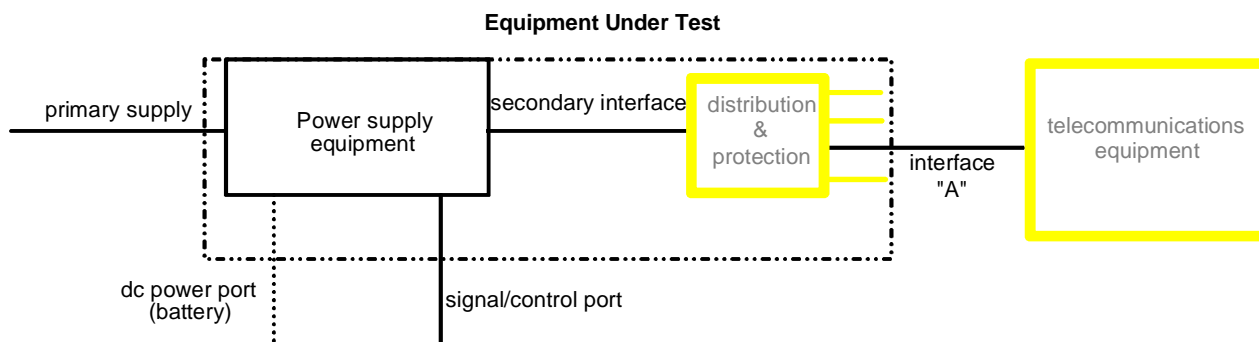 Equipment Under Test
primary supply
Power supply
equipment
secondary interface
distribution
&
protection
interface
"A"
telecommunications
equipment
dc power port
(battery)
signal/control port